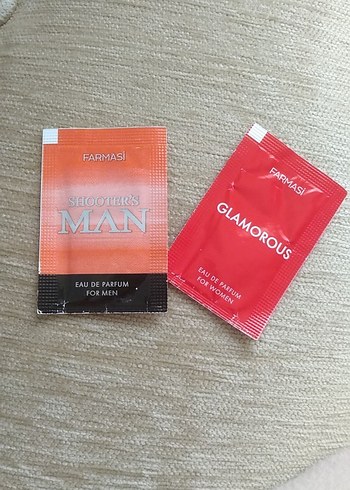 FARMASİ
SHOOTER'S
MAN
EAU DE PARFUM
FOR MEN
FARMASİ
GLAMOROUS
EAU DE PARFUM
FOR WOMEN